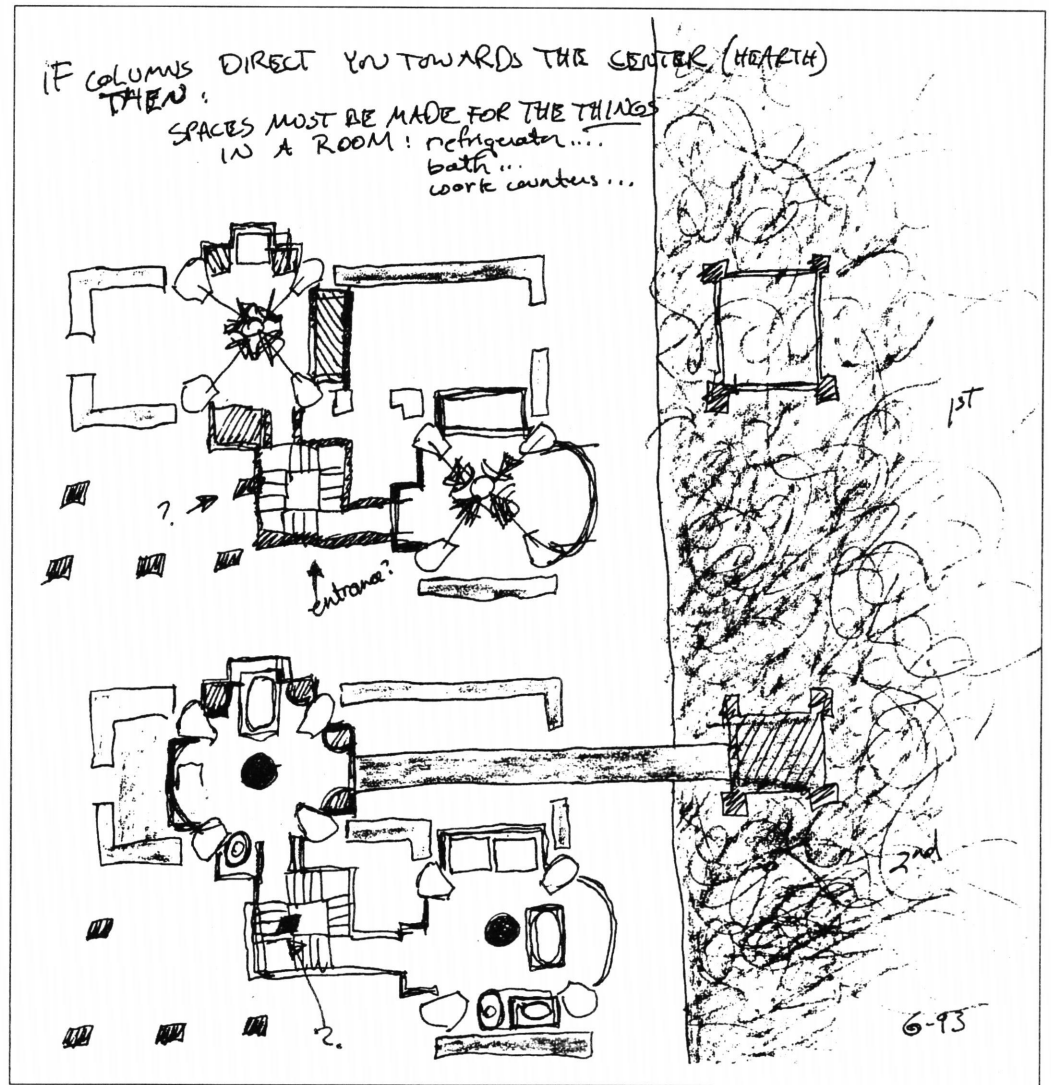 IF COLUMNS DIRECT YOU TOWARDS THE CENTER (HEARTH)
THEN:
SPACES MUST BE MADE FOR THE THINGS
IN A ROOM: refrigerator....
bath...
work counters...
1st
?
entrance?
2nd
?
6-93